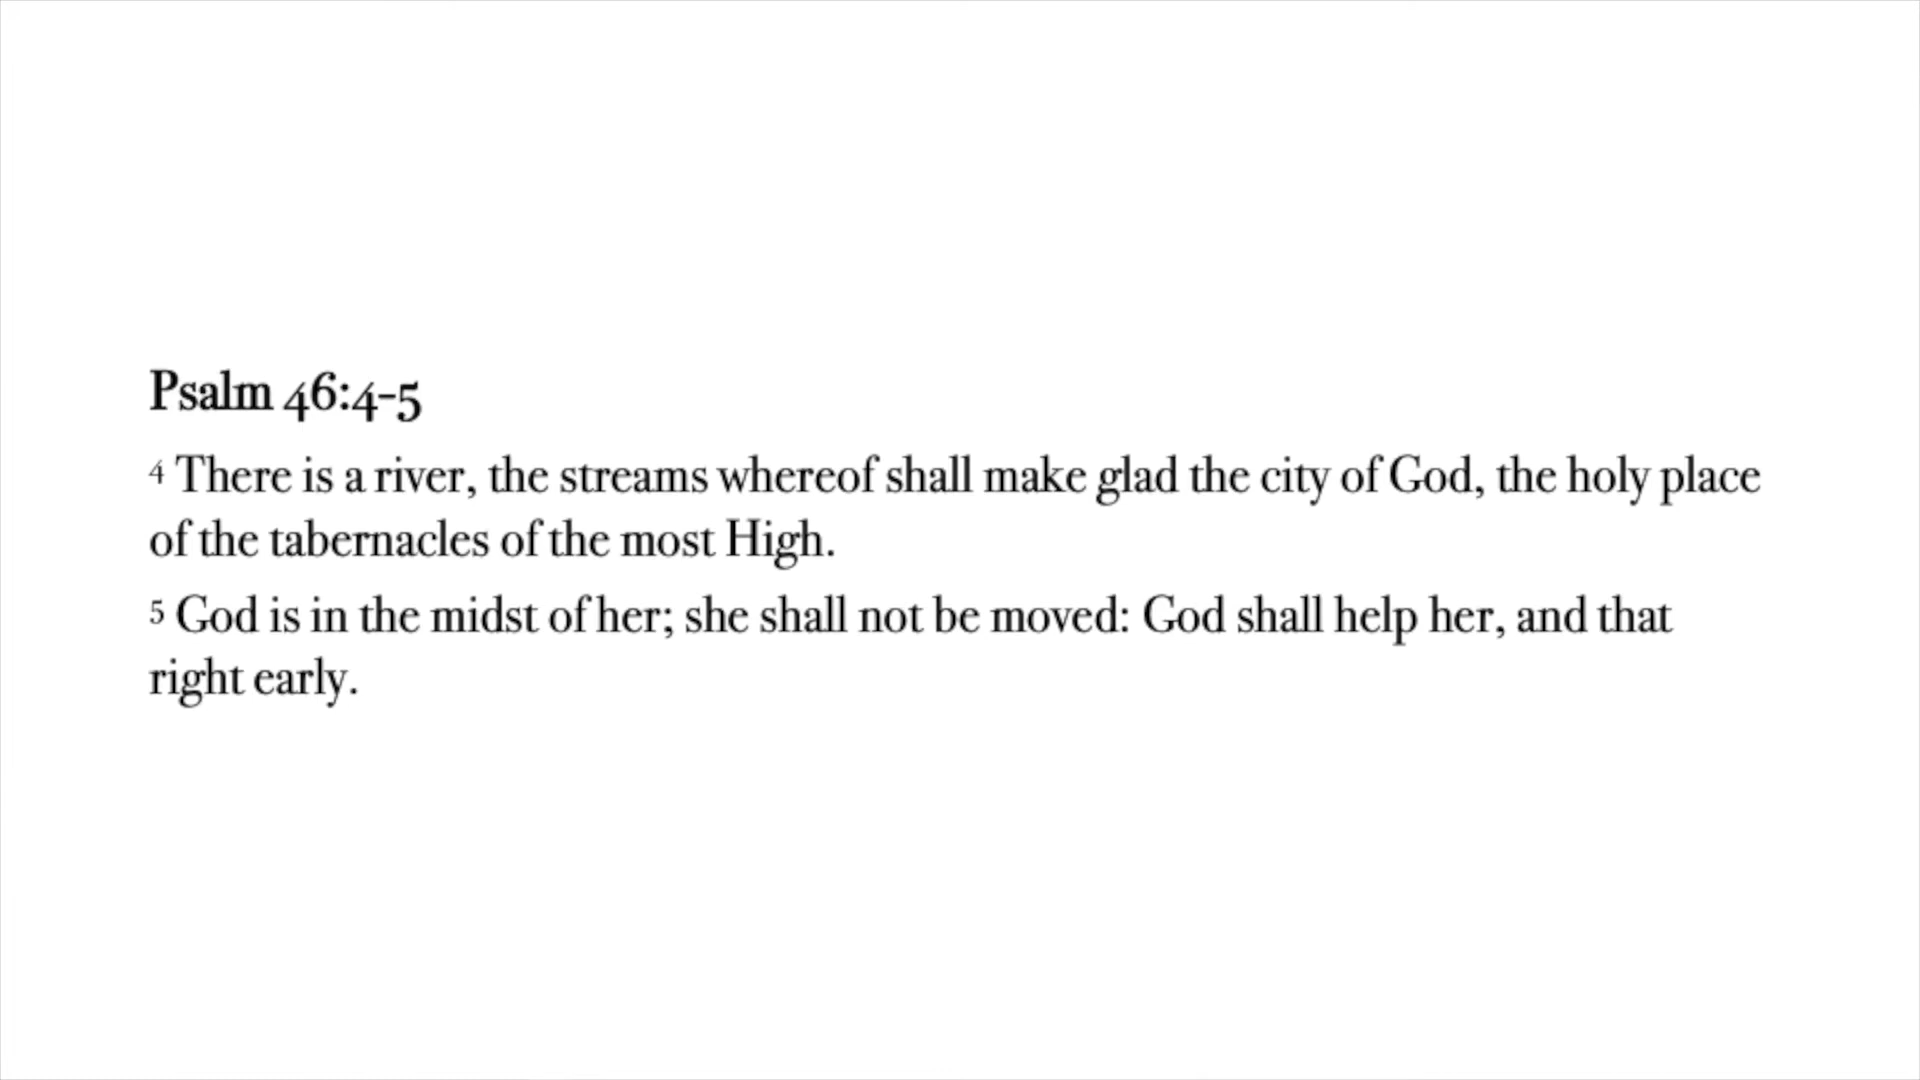 Psalm 46:4-5
4 There is a river, the streams whereof shall make glad the city of God, the holy place
of the tabernacles of the most High.
5 God is in the midst of her; she shall not be moved: God shall help her, and that
right early.